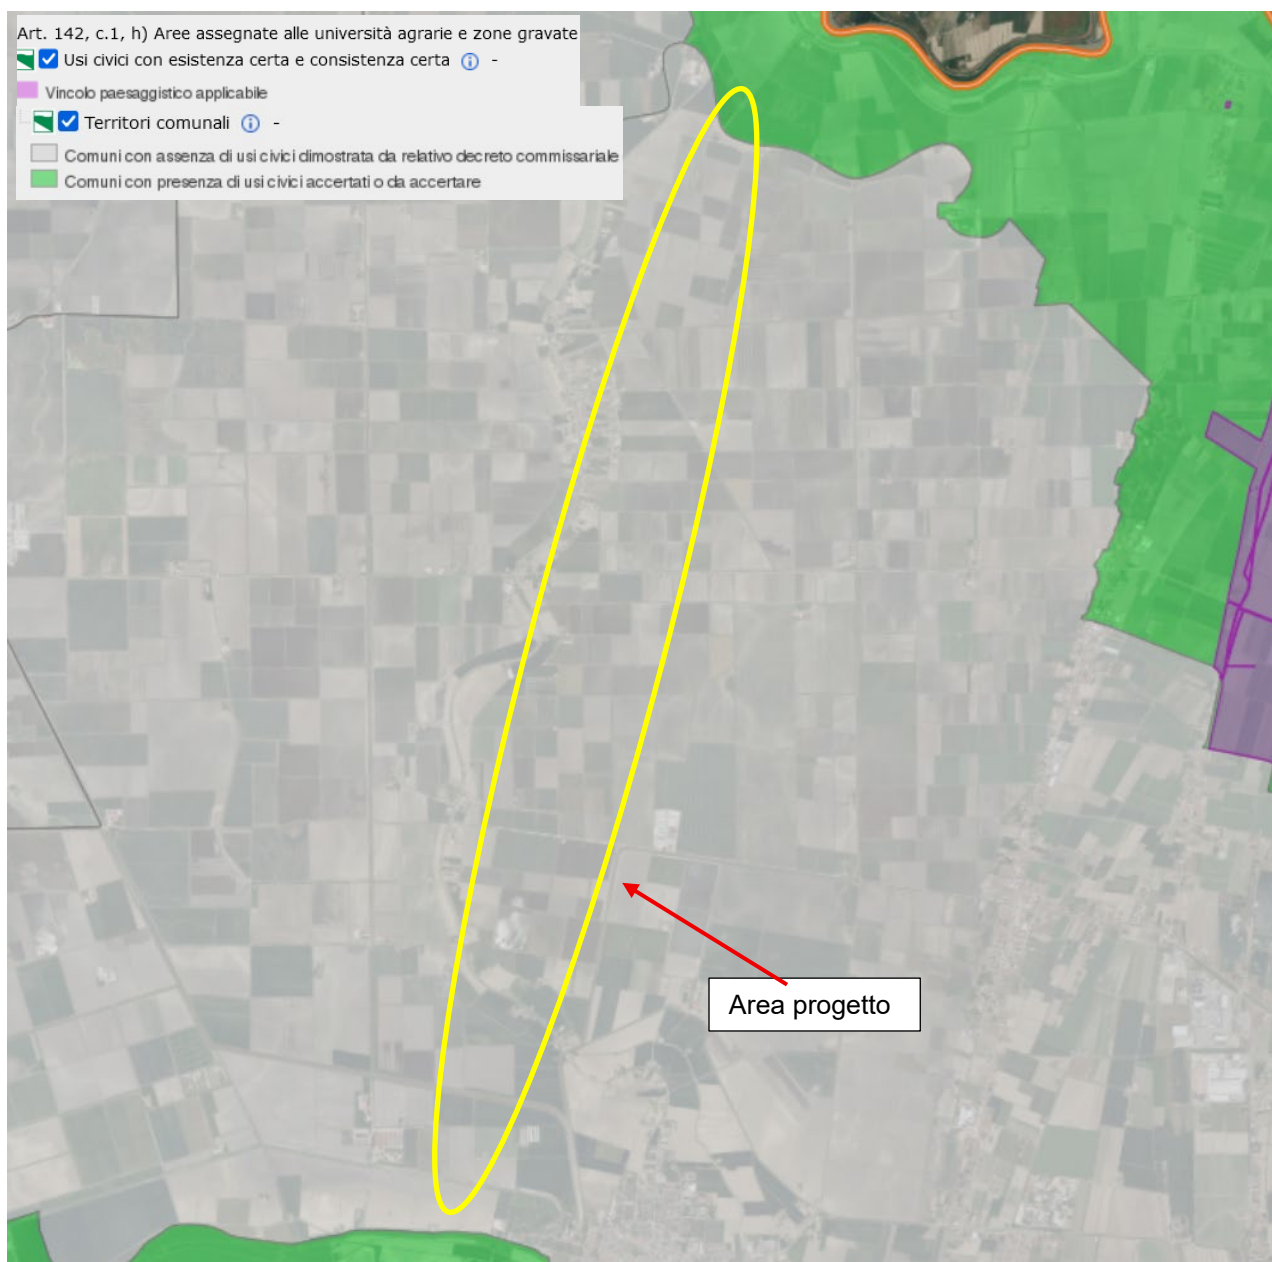 Art. 142, c.1, h) Aree assegnate alle università agrarie e zone gravate
Usi civici con esistenza certa e consistenza certa i -
Vincolo paesaggistico applicabile
Territori comunali i -
Comuni con assenza di usi civici dimostrata da relativo decreto commissariale
Comuni con presenza di usi civici accertati o da accertare
Area progetto